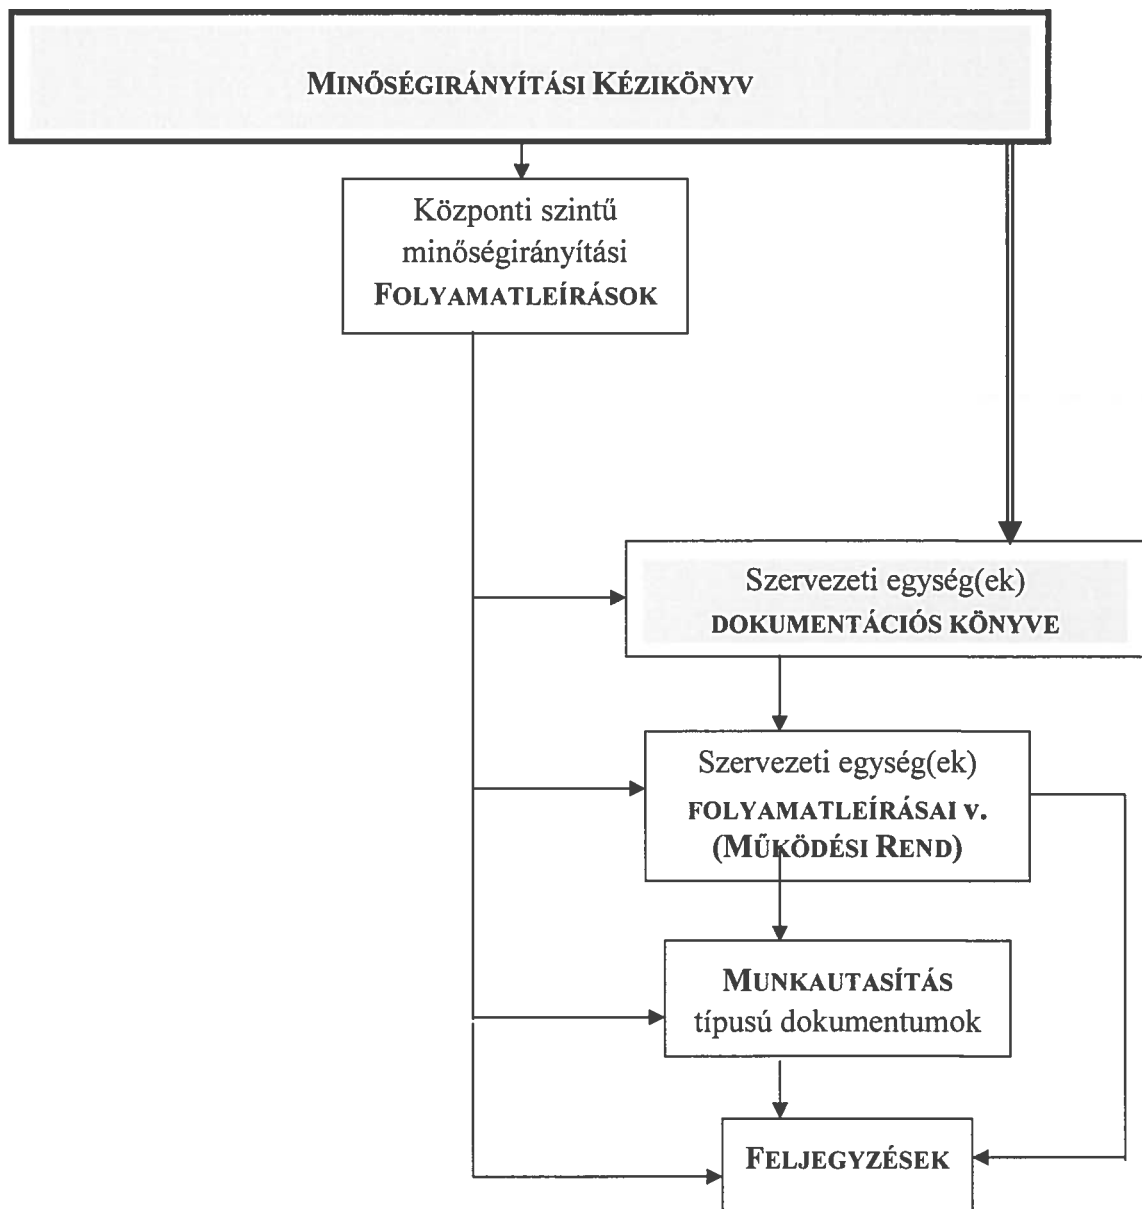 MINŐSÉGIRÁNYÍTÁSI KÉZIKÖNYV
Központi szintű
minőségirányítási
FOLYAMATLEÍRÁSOK
Szervezeti egység(ek)
DOKUMENTÁCIÓS KÖNYVE
Szervezeti egység(ek)
FOLYAMATLEÍRÁSAI v.
(MŰKÖDÉSI REND)
MUNKAUTASÍTÁS
típusú dokumentumok
FELJEGYZÉSEK